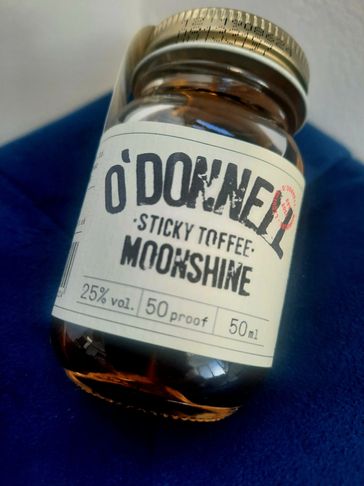 O'DONNELL
·STICKY TOFFEE·
MOONSHINE
25% vol. 50 proof 50ml